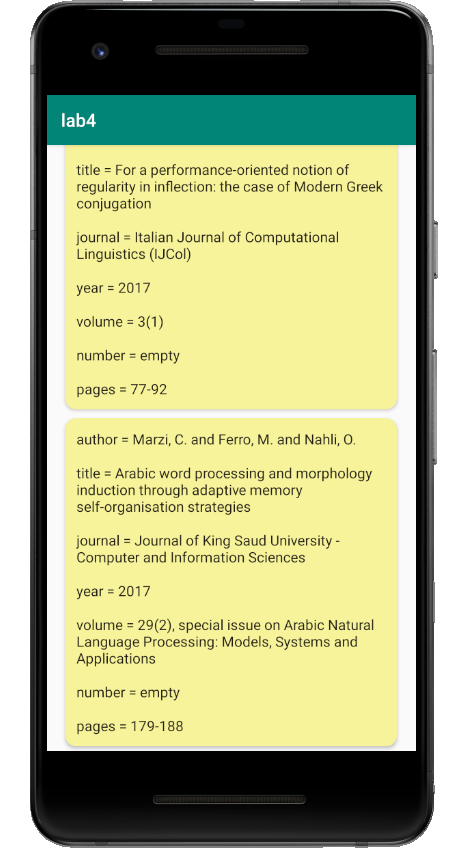 lab4
title = For a performance-oriented notion of
regularity in inflection: the case of Modern Greek
conjugation
journal = Italian Journal of Computational
Linguistics (IJCol)
year = 2017
volume = 3(1)
number = empty
pages = 77-92
author = Marzi, C. and Ferro, M. and Nahli, O.
title = Arabic word processing and morphology
induction through adaptive memory
self-organisation strategies
journal = Journal of King Saud University -
Computer and Information Sciences
year = 2017
volume = 29(2), special issue on Arabic Natural
Language Processing: Models, Systems and
Applications
number = empty
pages = 179-188